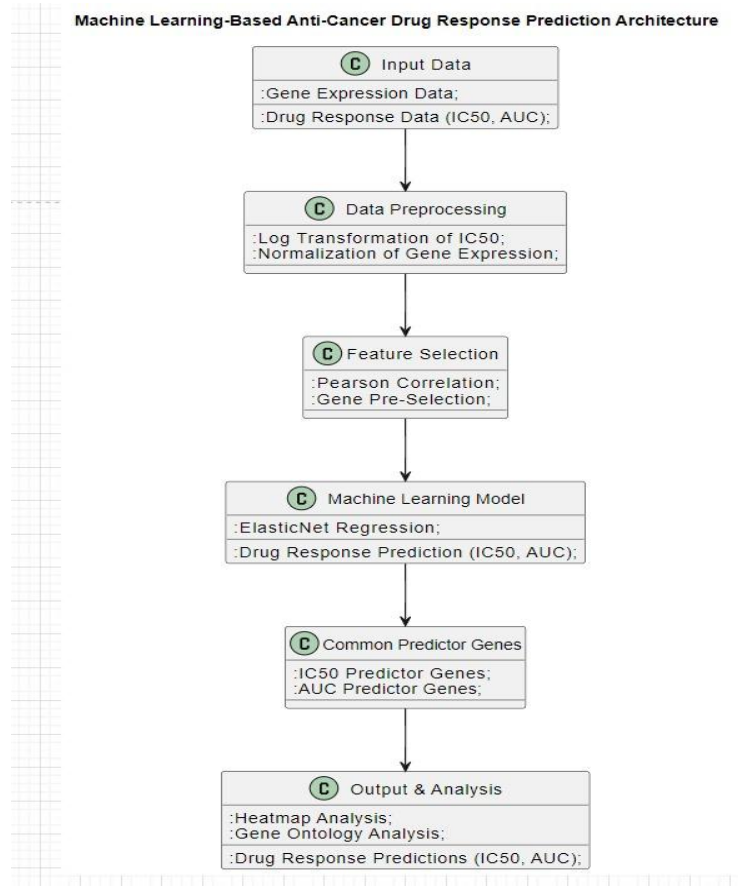 Machine Learning-Based Anti-Cancer Drug Response Prediction Architecture
C Input Data
:Gene Expression Data;
:Drug Response Data (IC50, AUC);
C Data Preprocessing
:Log Transformation of IC50;
:Normalization of Gene Expression;
C Feature Selection
:Pearson Correlation;
:Gene Pre-Selection;
C Machine Learning Model
:ElasticNet Regression;
:Drug Response Prediction (IC50, AUC);
C Common Predictor Genes
:IC50 Predictor Genes;
:AUC Predictor Genes;
C Output & Analysis
:Heatmap Analysis;
:Gene Ontology Analysis;
:Drug Response Predictions (IC50, AUC);